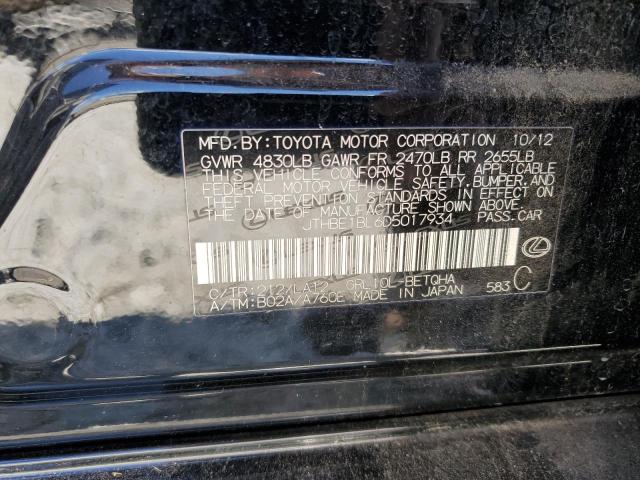 MFD. BY: TOYOTA MOTOR CORPORATION 10/12
GVWR 4830LB GAWR FR 2470LB RR 2655LB
THIS VEHICLE CONFORMS TO ALL APPLICABLE
FEDERAL MOTOR VEHICLE SAFETY, BUMPER, AND
THEFT PREVENTION STANDARDS IN EFFECT ON
THE DATE OF MANUFACTURE SHOWN ABOVE.
JTHBE1BL6D5017934 PASS.CAR
C/TR:212/LA12 GRL10L-BETQHA
A/TM:B02A/A760E MADE IN JAPAN 583 C